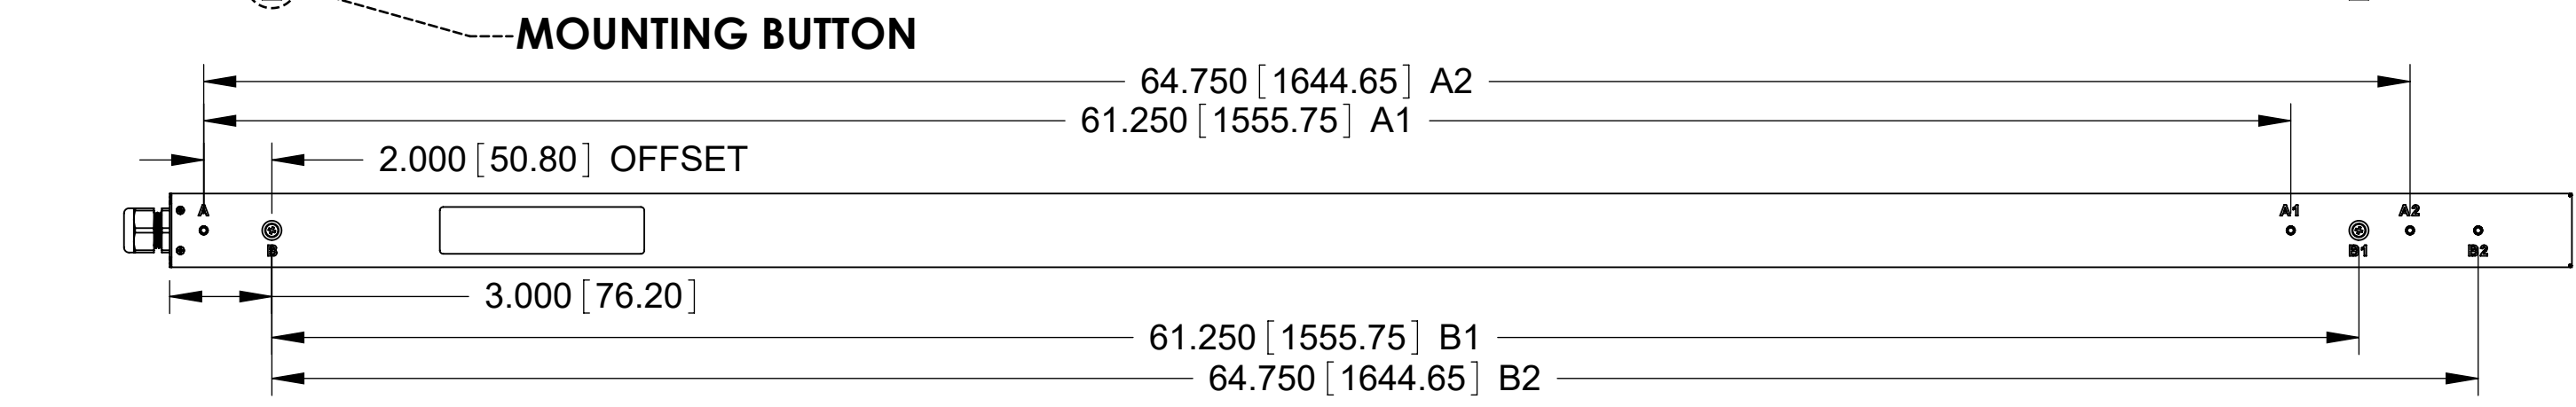 MOUNTING BUTTON
64.750 [1644.65] A2
61.250 [1555.75] A1
2.000 [50.80] OFFSET
A
A1
A2
B
B1
B2
3.000 [76.20]
61.250 [1555.75] B1
64.750 [1644.65] B2